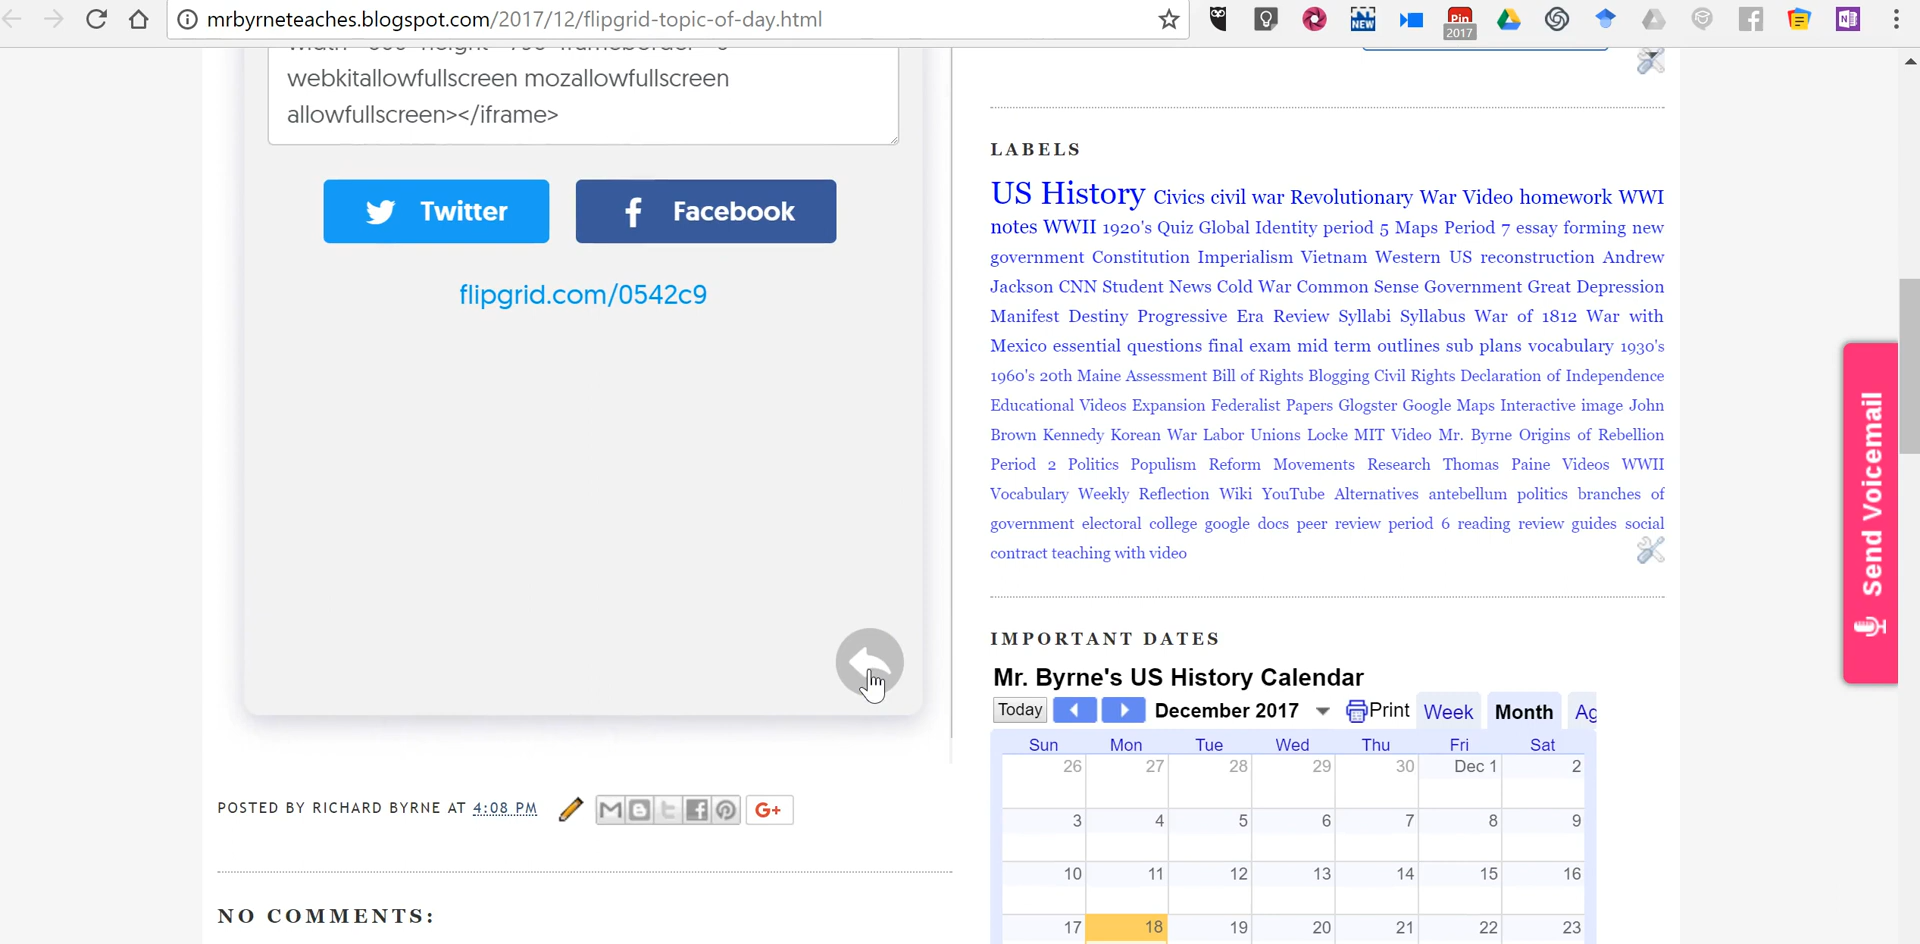 mrbyrneteaches.blogspot.com/2017/12/flipgrid-topic-of-day.html
NEW
Pin
2017
webkitallowfullscreen mozallowfullscreen
allowfullscreen></iframe>
Twitter
Facebook
flipgrid.com/0542c9
POSTED BY RICHARD BYRNE AT 4:08 PM
G+
NO COMMENTS:
LABELS
US History Civics civil war Revolutionary War Video homework WWI
notes WWII 1920's Quiz Global Identity period 5 Maps Period 7 essay forming new
government Constitution Imperialism Vietnam Western US reconstruction Andrew
Jackson CNN Student News Cold War Common Sense Government Great Depression
Manifest Destiny Progressive Era Review Syllabi Syllabus War of 1812 War with
Mexico essential questions final exam mid term outlines sub plans vocabulary 1930's
1960's 20th Maine Assessment Bill of Rights Blogging Civil Rights Declaration of Independence
Educational Videos Expansion Federalist Papers Glogster Google Maps Interactive image John
Brown Kennedy Korean War Labor Unions Locke MIT Video Mr. Byrne Origins of Rebellion
Period 2 Politics Populism Reform Movements Research Thomas Paine Videos WWII
Vocabulary Weekly Reflection Wiki YouTube Alternatives antebellum politics branches of
government electoral college google docs peer review period 6 reading review guides social
contract teaching with video
IMPORTANT DATES
Mr. Byrne's US History Calendar
Today December 2017 Print Week Month Ag
Sun Mon Tue Wed Thu Fri Sat
26 27 28 29 30 Dec 1 2
3 4 5 6 7 8 9
10 11 12 13 14 15 16
17 18 19 20 21 22 23
Send Voicemail